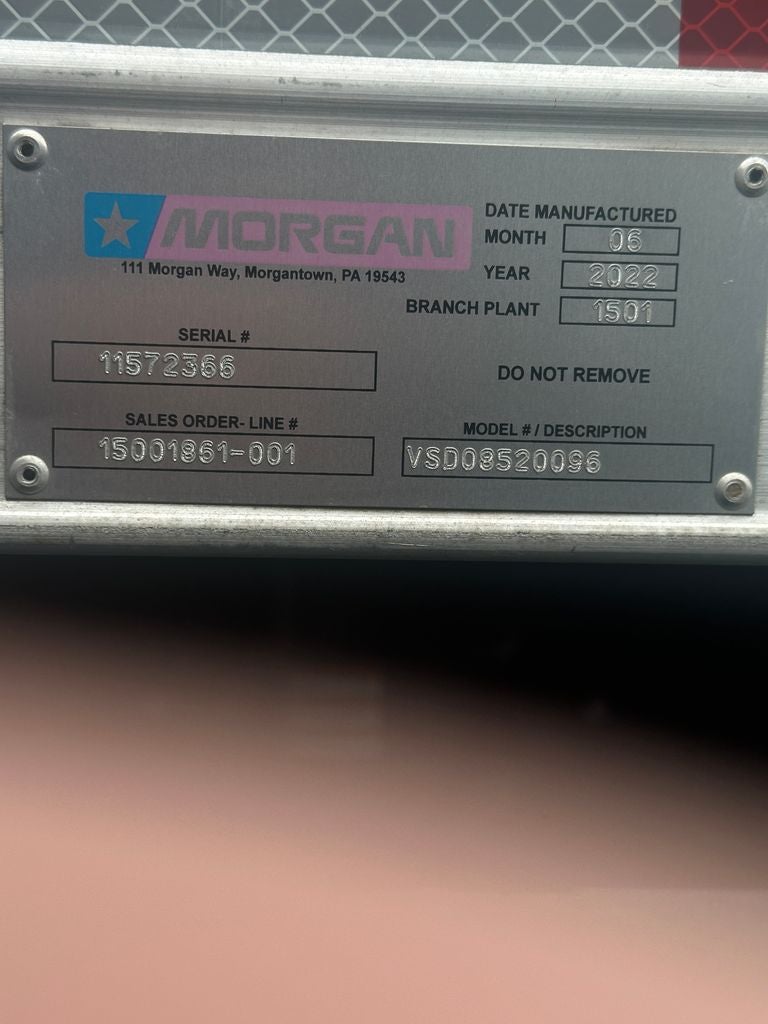 MORGAN
111 Morgan Way, Morgantown, PA 19543
DATE MANUFACTURED
MONTH 06
YEAR 2022
BRANCH PLANT 1501
SERIAL #
11572366
DO NOT REMOVE
SALES ORDER- LINE #
15001861-001
MODEL # / DESCRIPTION
VSD08520096